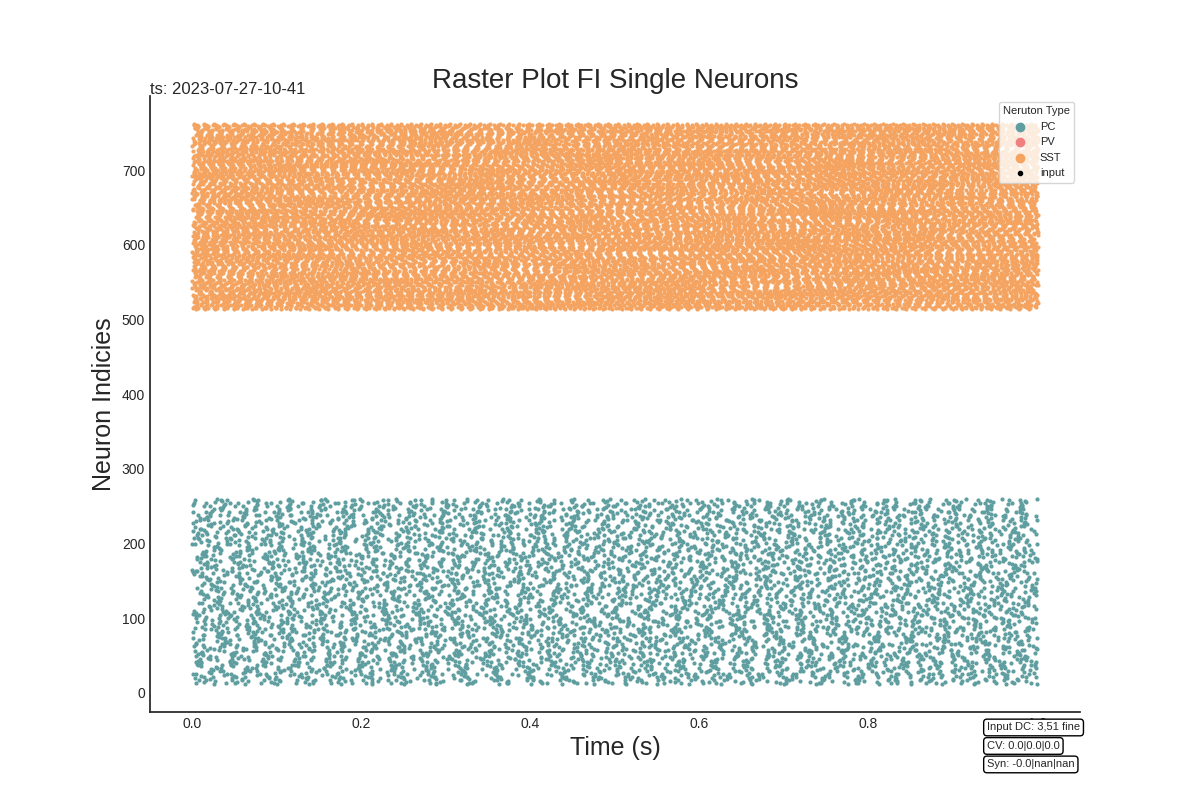 Raster Plot FI Single Neurons
ts: 2023-07-27-10-41
Neruton Type
PC
PV
SST
input
Neuron Indicies
700
600
500
400
300
200
100
0
0.0 0.2 0.4 0.6 0.8
Time (s)
Input DC: 3,51 fine
CV: 0.0|0.0|0.0
Syn: -0.0|nan|nan